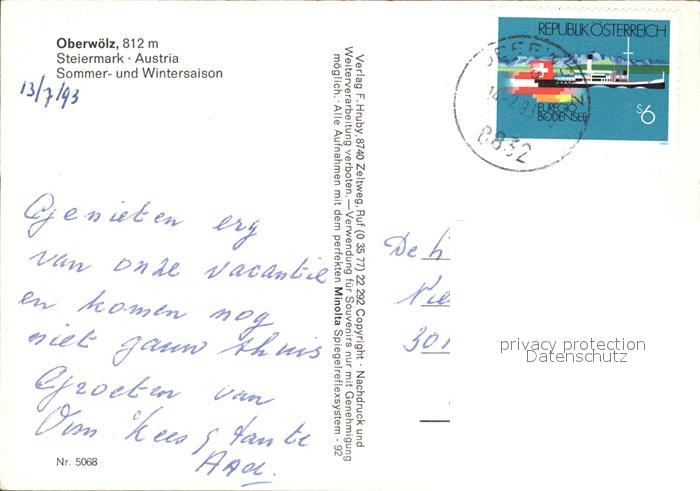 Oberwölz, 812 m
Steiermark · Austria
Sommer- und Wintersaison
13/7/93
Genieten erg
van onze vacantie
en komen nog
niet gauw thuis
Groeten van
Oom Kees & tante
Aad.
Nr. 5068
Verlag F. Hruby, 8740 Zeltweg, Ruf (0 35 77) 22 292 Copyright · Nachdruck und
Weiterverarbeitung verboten. — Verwendung für Souvenirs nur mit Genehmigung
möglich · Alle Aufnahmen mit dem perfekten Minolta Spiegelreflexsystem - 92
REPUBLIK ÖSTERREICH
EUREGIO
BODENSEE
S6
8832
De h
Nie
301
privacy protection
Datenschutz